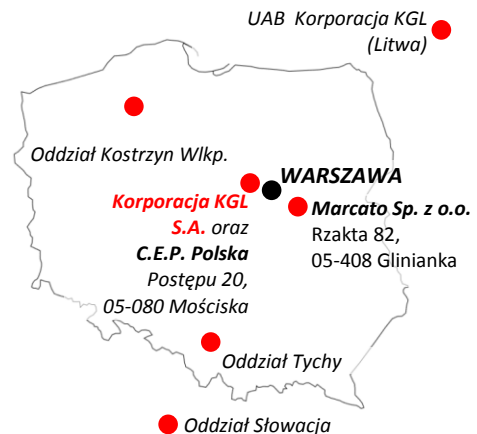 UAB Korporacja KGL
(Litwa)
Oddział Kostrzyn Wlkp.
WARSZAWA
Korporacja KGL
S.A. oraz
C.E.P. Polska
Postępu 20,
05-080 Mościska
Marcato Sp. z o.o.
Rzakta 82,
05-408 Glinianka
Oddział Tychy
Oddział Słowacja